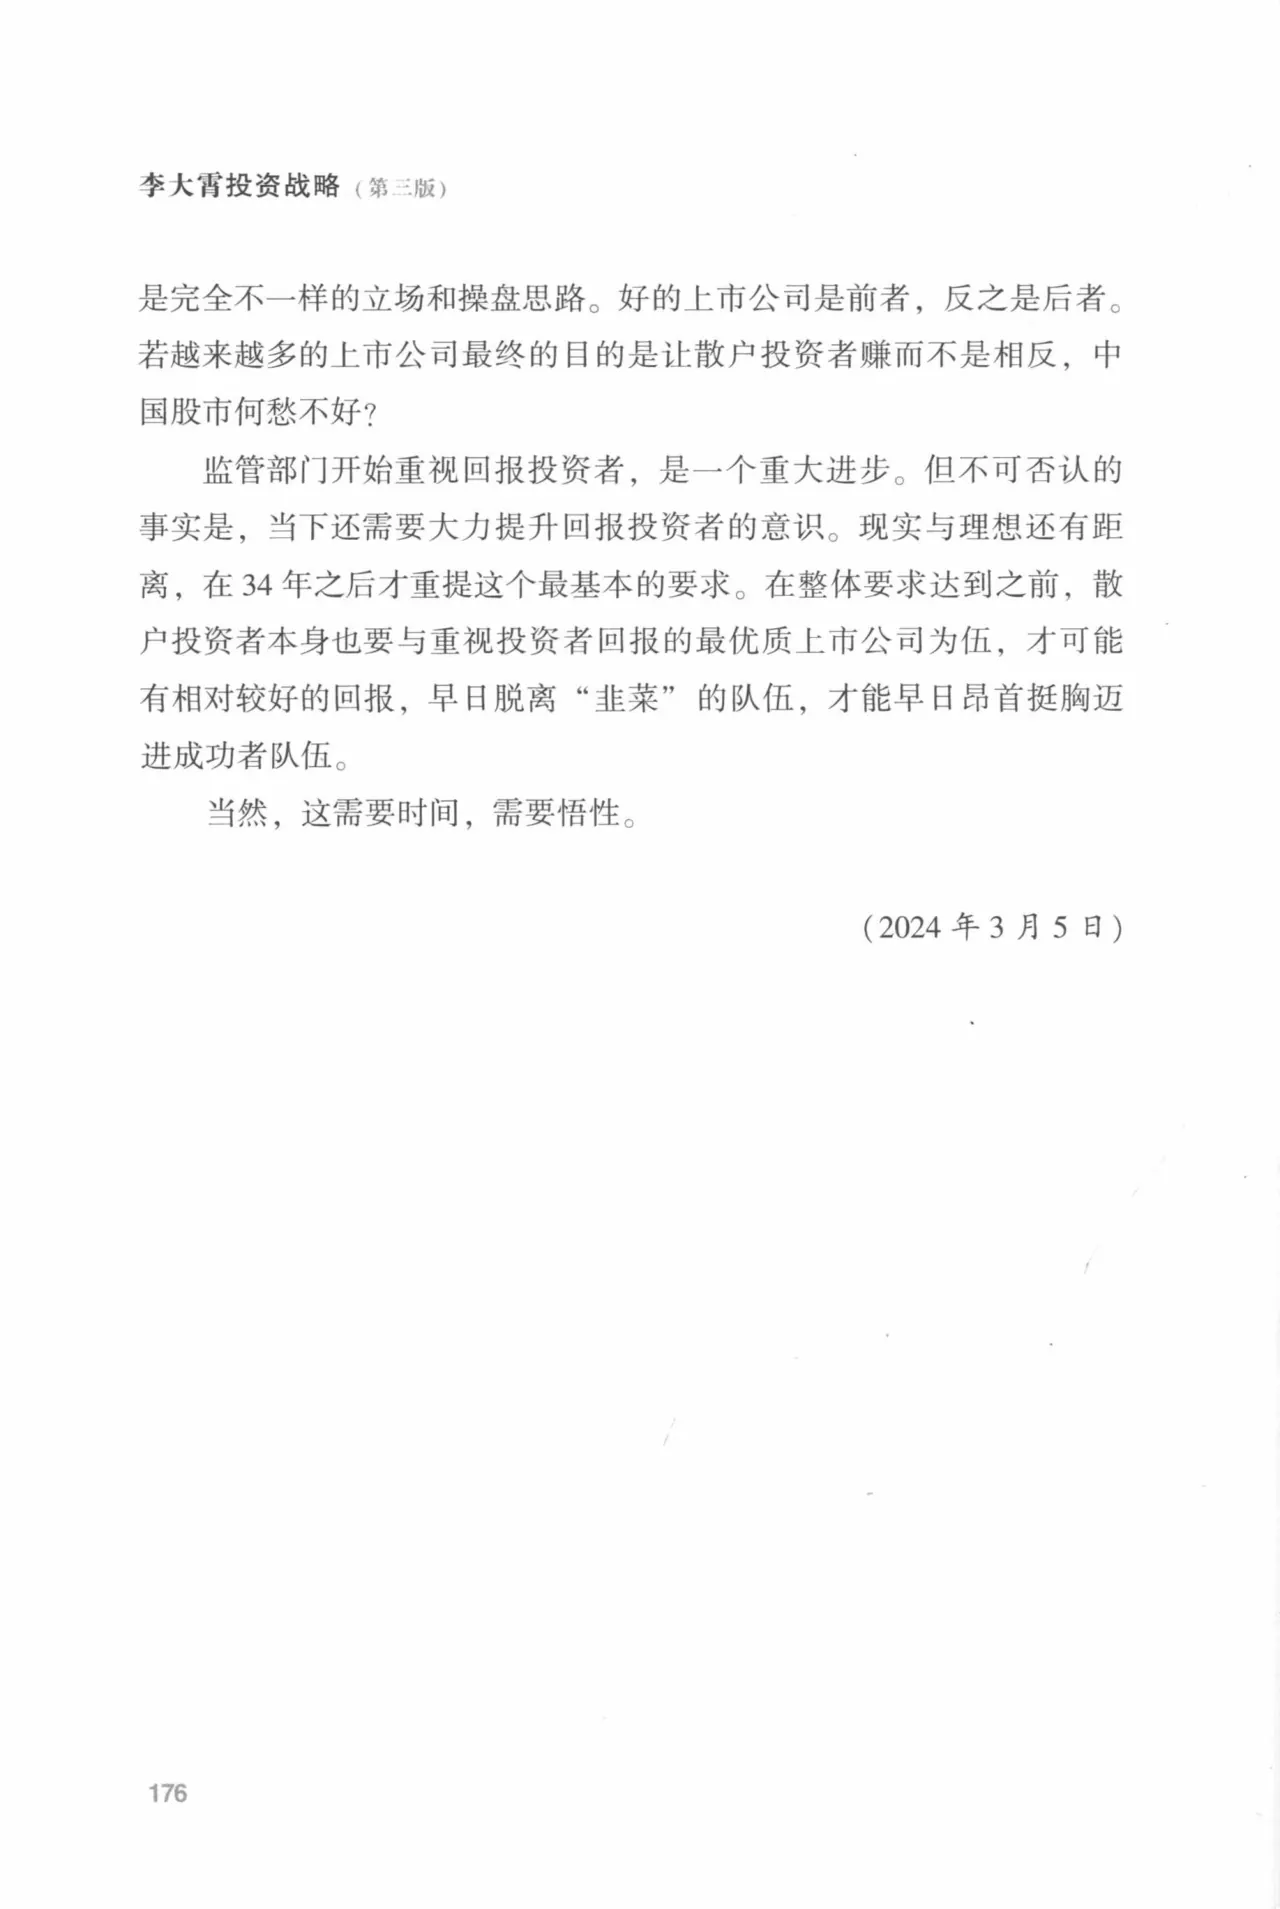 李大霄投资战略（第三版）
是完全不一样的立场和操盘思路。好的上市公司是前者，反之是后者。
若越来越多的上市公司最终的目的是让散户投资者赚而不是相反，中
国股市何愁不好？
监管部门开始重视回报投资者，是一个重大进步。但不可否认的
事实是，当下还需要大力提升回报投资者的意识。现实与理想还有距
离，在 34 年之后才重提这个最基本的要求。在整体要求达到之前，散
户投资者本身也要与重视投资者回报的最优质上市公司为伍，才可能
有相对较好的回报，早日脱离“韭菜”的队伍，才能早日昂首挺胸迈
进成功者队伍。
当然，这需要时间，需要悟性。
（2024 年 3 月 5 日）
176